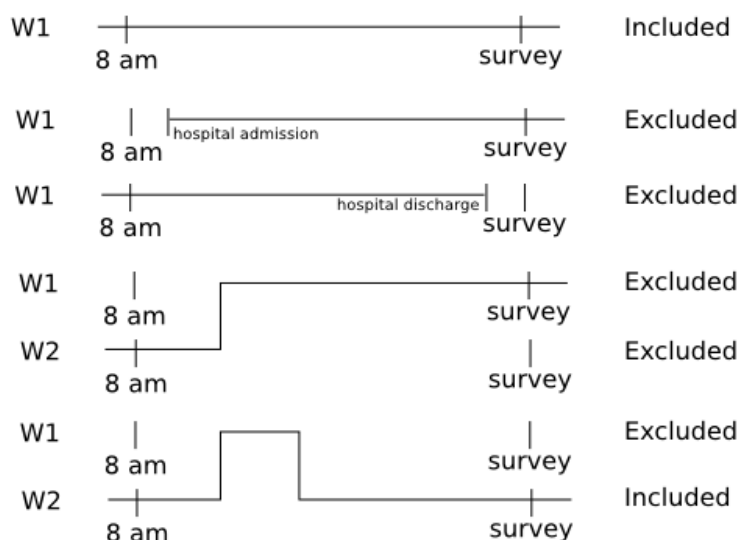 W1 Included
8 am survey
W1 Excluded
hospital admission
8 am survey
W1 Excluded
hospital discharge
8 am survey
W1 Excluded
8 am survey
W2 Excluded
8 am survey
W1 Excluded
8 am survey
W2 Included
8 am survey